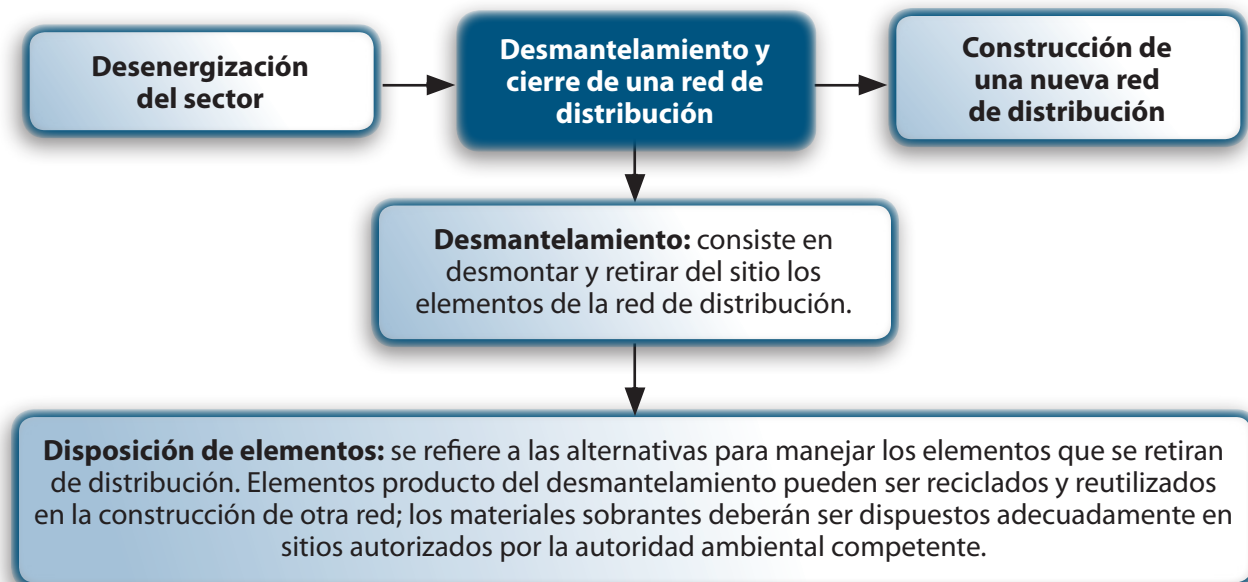 Desenergización
del sector
Desmantelamiento y
cierre de una red de
distribución
Construcción de
una nueva red
de distribución
Desmantelamiento: consiste en
desmontar y retirar del sitio los
elementos de la red de distribución.
Disposición de elementos: se refiere a las alternativas para manejar los elementos que se retiran
de distribución. Elementos producto del desmantelamiento pueden ser reciclados y reutilizados
en la construcción de otra red; los materiales sobrantes deberán ser dispuestos adecuadamente en
sitios autorizados por la autoridad ambiental competente.